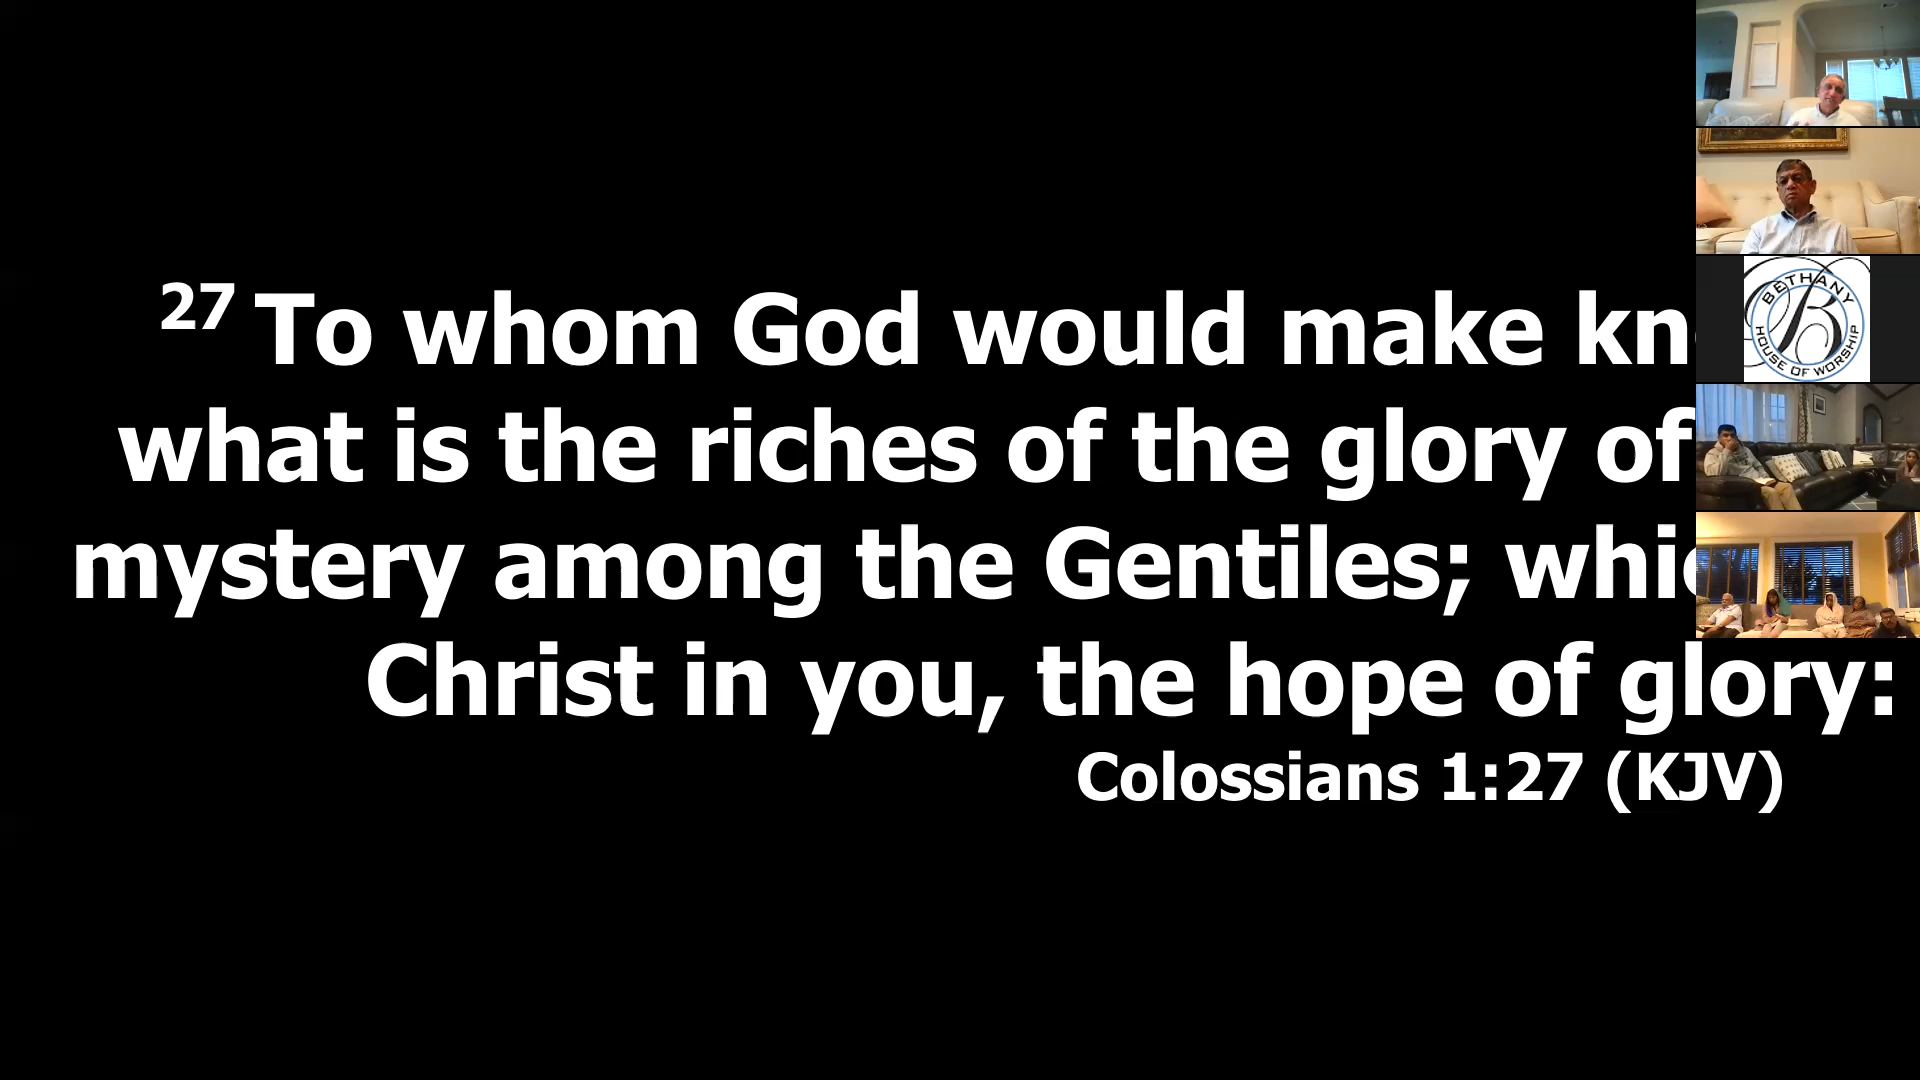 27 To whom God would make kn
what is the riches of the glory of
mystery among the Gentiles; whic
Christ in you, the hope of glory:
Colossians 1:27 (KJV)
BETHANY
B
HOUSE OF WORSHIP